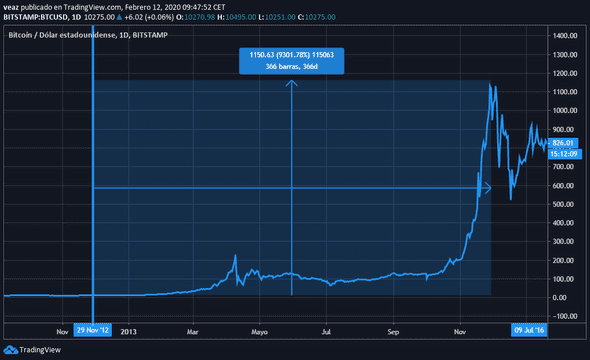 veaz publicado en TradingView.com, Febrero 12, 2020 09:47:52 CET
BITSTAMP:BTCUSD, 1D 10275.00 ▲ +6.02 (+0.06%) O:10270.98 H:10495.00 L:10251.00 C:10275.00
Bitcoin / Dólar estadounidense, 1D, BITSTAMP
1150.63 (9301.78%) 115063
366 barras, 366d
1400.00
1300.00
1200.00
1100.00
1000.00
900.00
826.01
15:12:09
700.00
600.00
500.00
400.00
300.00
200.00
100.00
0.00
-100.00
Nov 29 Nov '12 2013 Mar Mayo Jul Sep Nov 09 Jul '16
TradingView